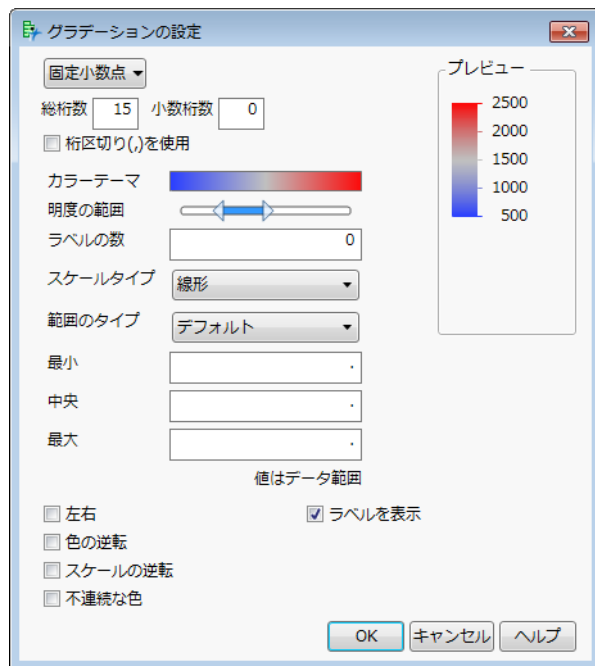 グラデーションの設定
固定小数点
総桁数 15 小数桁数 0
桁区切り(,)を使用
カラーテーマ
明度の範囲
ラベルの数 0
スケールタイプ 線形
範囲のタイプ デフォルト
最小 .
中央 .
最大 .
値はデータ範囲
左右
ラベルを表示
色の逆転
スケールの逆転
不連続な色
プレビュー
2500
2000
1500
1000
500
OK キャンセル ヘルプ